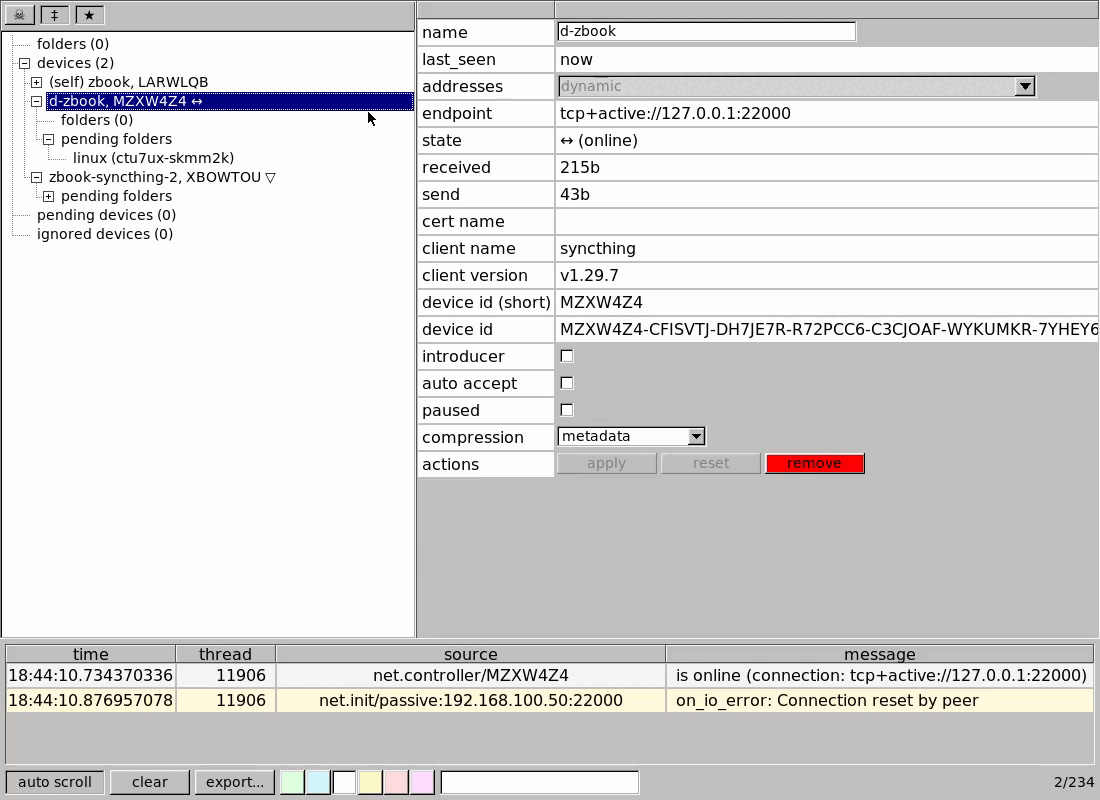 folders (0)
devices (2)
(self) zbook, LARWLQB
d-zbook, MZXW4Z4 ↔
folders (0)
pending folders
linux (ctu7ux-skmm2k)
zbook-syncthing-2, XBOWTOU ▽
pending folders
pending devices (0)
ignored devices (0)
name d-zbook
last_seen now
addresses dynamic
endpoint tcp+active://127.0.0.1:22000
state ↔ (online)
received 215b
send 43b
cert name
client name syncthing
client version v1.29.7
device id (short) MZXW4Z4
device id MZXW4Z4-CFISVTJ-DH7JE7R-R72PCC6-C3CJOAF-WYKUMKR-7YHEY6
introducer
auto accept
paused
compression metadata
actions apply reset remove
time thread source message
18:44:10.734370336 11906 net.controller/MZXW4Z4 is online (connection: tcp+active://127.0.0.1:22000)
18:44:10.876957078 11906 net.init/passive:192.168.100.50:22000 on_io_error: Connection reset by peer
auto scroll clear export... 2/234